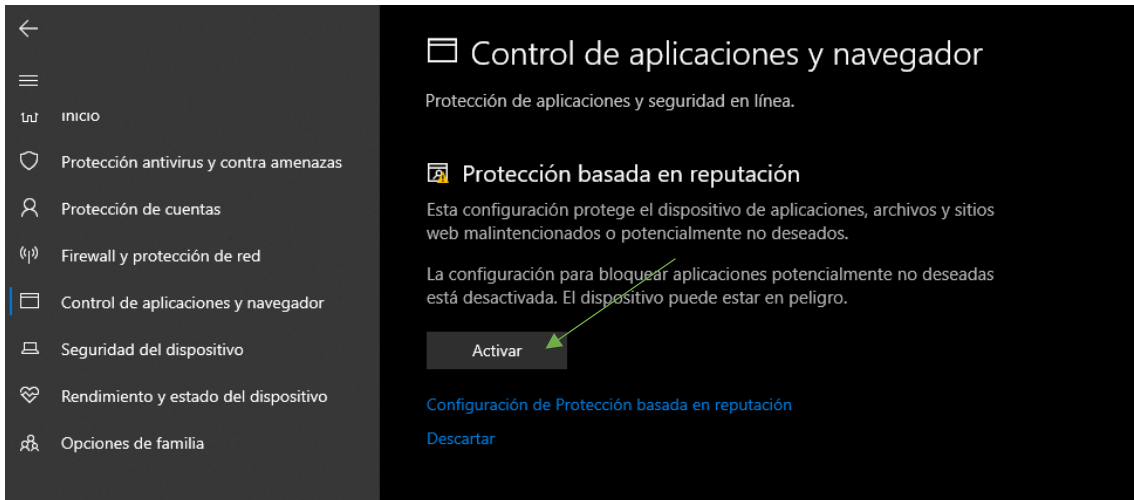 Inicio
Protección antivirus y contra amenazas
Protección de cuentas
Firewall y protección de red
Control de aplicaciones y navegador
Seguridad del dispositivo
Rendimiento y estado del dispositivo
Opciones de familia
Control de aplicaciones y navegador
Protección de aplicaciones y seguridad en línea.
Protección basada en reputación
Esta configuración protege el dispositivo de aplicaciones, archivos y sitios
web malintencionados o potencialmente no deseados.
La configuración para bloquear aplicaciones potencialmente no deseadas
está desactivada. El dispositivo puede estar en peligro.
Activar
Configuración de Protección basada en reputación
Descartar